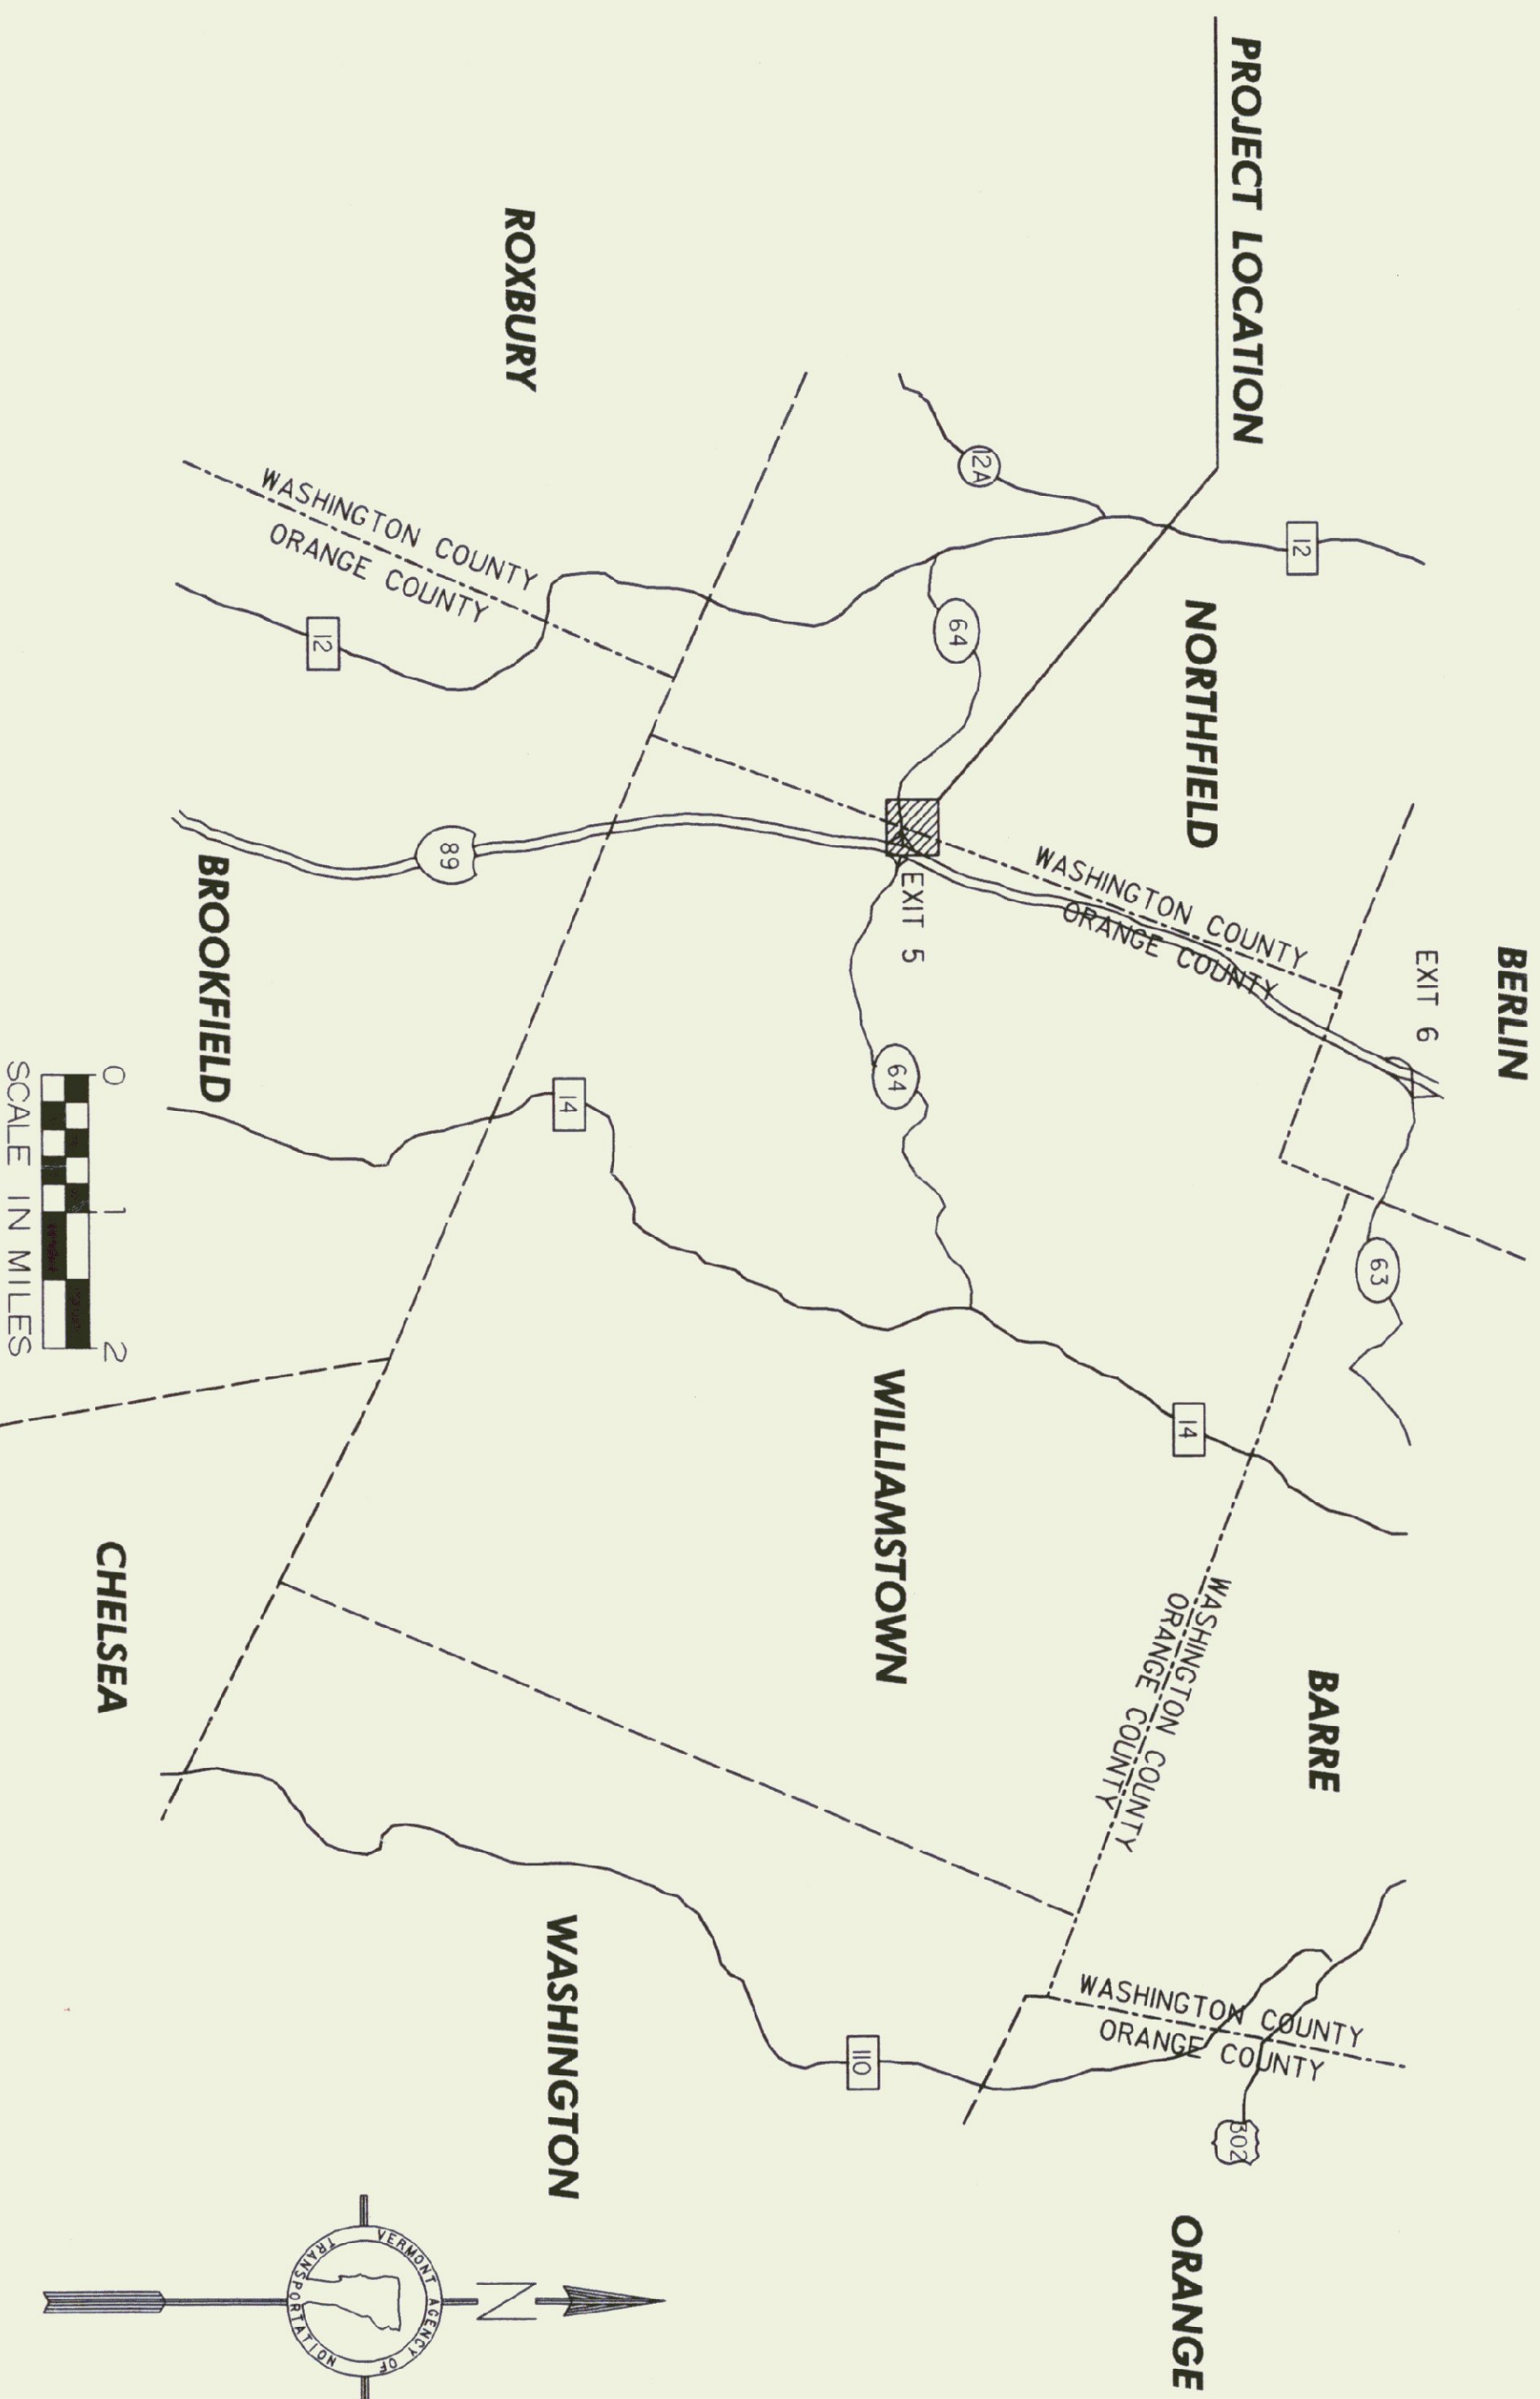 PROJECT LOCATION
BERLIN
EXIT 6
12
NORTHFIELD
12A
64
ROXBURY
WASHINGTON COUNTY
ORANGE COUNTY
12
WASHINGTON COUNTY
ORANGE COUNTY
EXIT 5
89
BROOKFIELD
63
64
14
14
WILLIAMSTOWN
BARRE
WASHINGTON COUNTY
ORANGE COUNTY
CHELSEA
WASHINGTON COUNTY
ORANGE COUNTY
302
110
WASHINGTON
ORANGE
0 1 2
SCALE IN MILES
N
VERMONT AGENCY OF
TRANSPORTATION